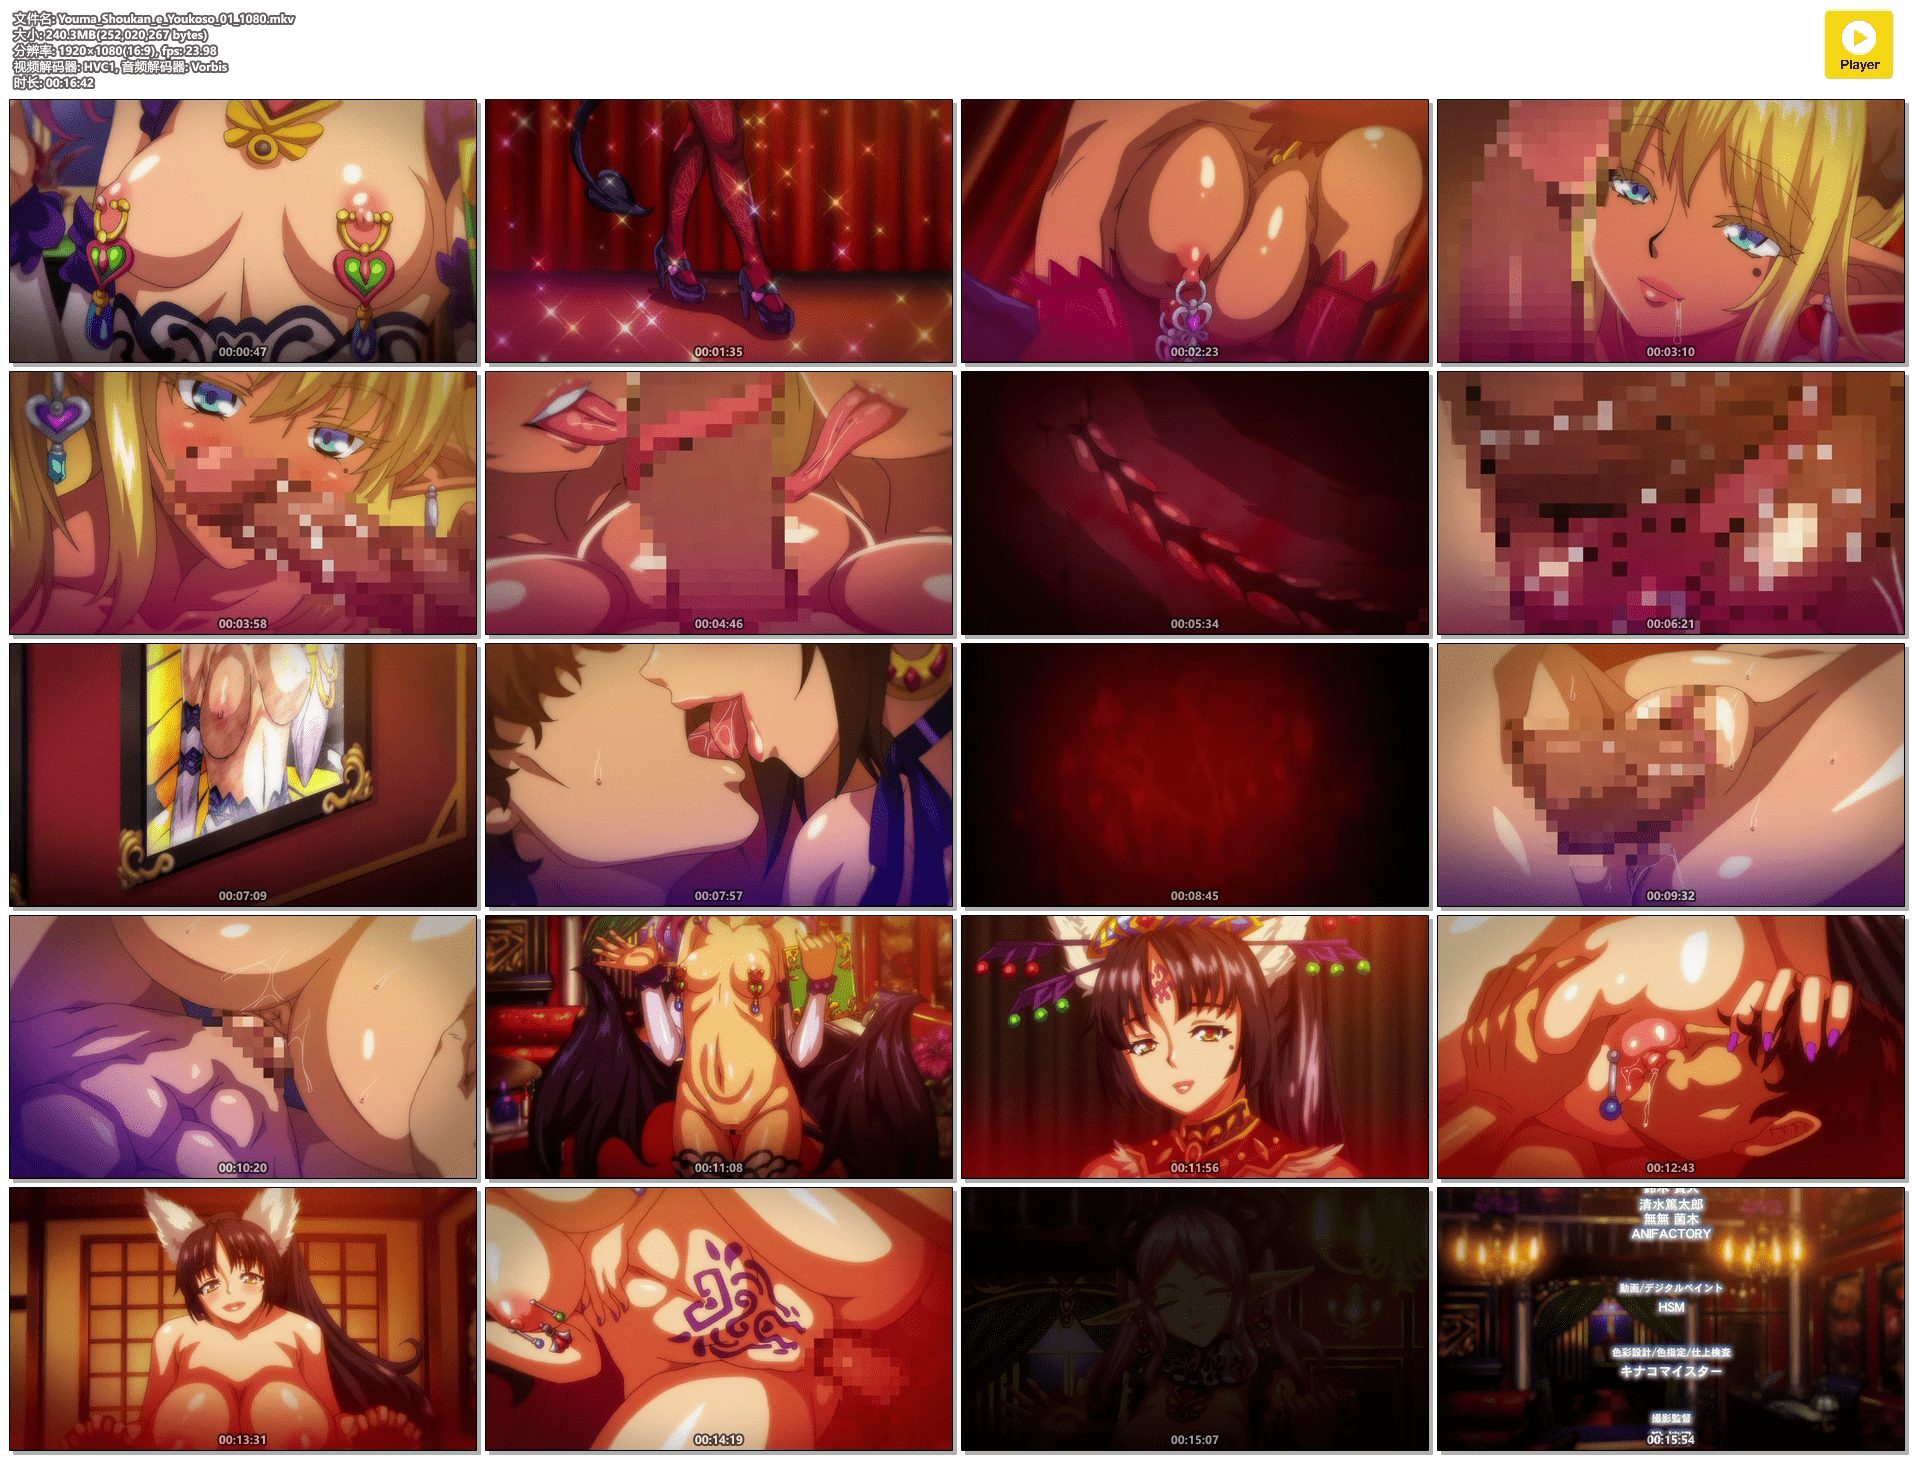 文件名: Youma_Shoukan_e_Youkoso_01_1080.mkv
大小: 240.3MB(252,020,267 bytes)
分辨率: 1920×1080(16:9), fps: 23.98
视频解码器: HVC1, 音频解码器: Vorbis
时长: 00:16:42
Player
00:00:47
00:01:35
00:02:23
00:03:10
00:03:58
00:04:46
00:05:34
00:06:21
00:07:09
00:07:57
00:08:45
00:09:32
00:10:20
00:11:08
00:11:56
00:12:43
00:13:31
00:14:19
00:15:07
清水篤太郎
無無 菌木
ANIFACTORY
動画/デジタルペイント
HSM
色彩設計/色指定/仕上検査
キナコマイスター
撮影監督
00:15:54